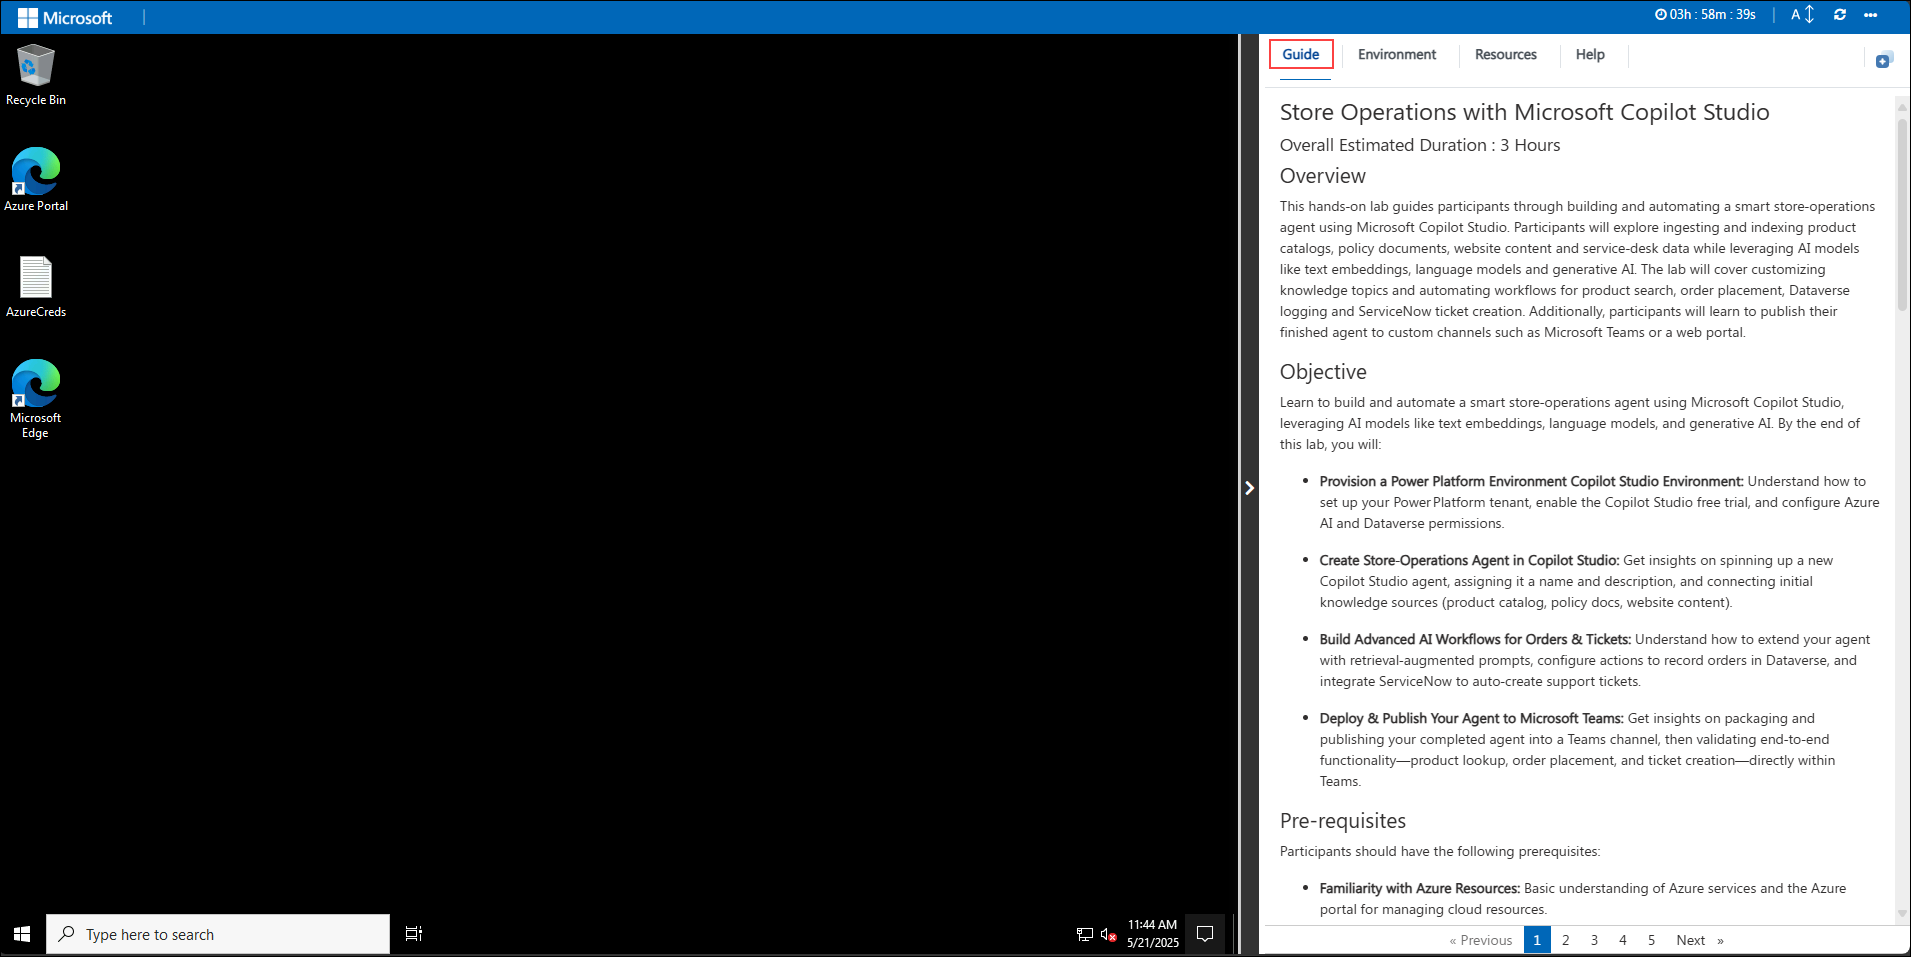 Microsoft
03h : 58m : 39s
A
Recycle Bin
Azure Portal
AzureCreds
Microsoft
Edge
Type here to search
11:44 AM
5/21/2025
Guide
Environment
Resources
Help
Store Operations with Microsoft Copilot Studio
Overall Estimated Duration : 3 Hours
Overview
This hands-on lab guides participants through building and automating a smart store-operations
agent using Microsoft Copilot Studio. Participants will explore ingesting and indexing product
catalogs, policy documents, website content and service-desk data while leveraging AI models
like text embeddings, language models and generative AI. The lab will cover customizing
knowledge topics and automating workflows for product search, order placement, Dataverse
logging and ServiceNow ticket creation. Additionally, participants will learn to publish their
finished agent to custom channels such as Microsoft Teams or a web portal.
Objective
Learn to build and automate a smart store-operations agent using Microsoft Copilot Studio,
leveraging AI models like text embeddings, language models, and generative AI. By the end of
this lab, you will:
• Provision a Power Platform Environment Copilot Studio Environment: Understand how to
set up your Power Platform tenant, enable the Copilot Studio free trial, and configure Azure
AI and Dataverse permissions.
• Create Store-Operations Agent in Copilot Studio: Get insights on spinning up a new
Copilot Studio agent, assigning it a name and description, and connecting initial
knowledge sources (product catalog, policy docs, website content).
• Build Advanced AI Workflows for Orders & Tickets: Understand how to extend your agent
with retrieval-augmented prompts, configure actions to record orders in Dataverse, and
integrate ServiceNow to auto-create support tickets.
• Deploy & Publish Your Agent to Microsoft Teams: Get insights on packaging and
publishing your completed agent into a Teams channel, then validating end-to-end
functionality—product lookup, order placement, and ticket creation—directly within
Teams.
Pre-requisites
Participants should have the following prerequisites:
• Familiarity with Azure Resources: Basic understanding of Azure services and the Azure
portal for managing cloud resources.
« Previous 1 2 3 4 5 Next »